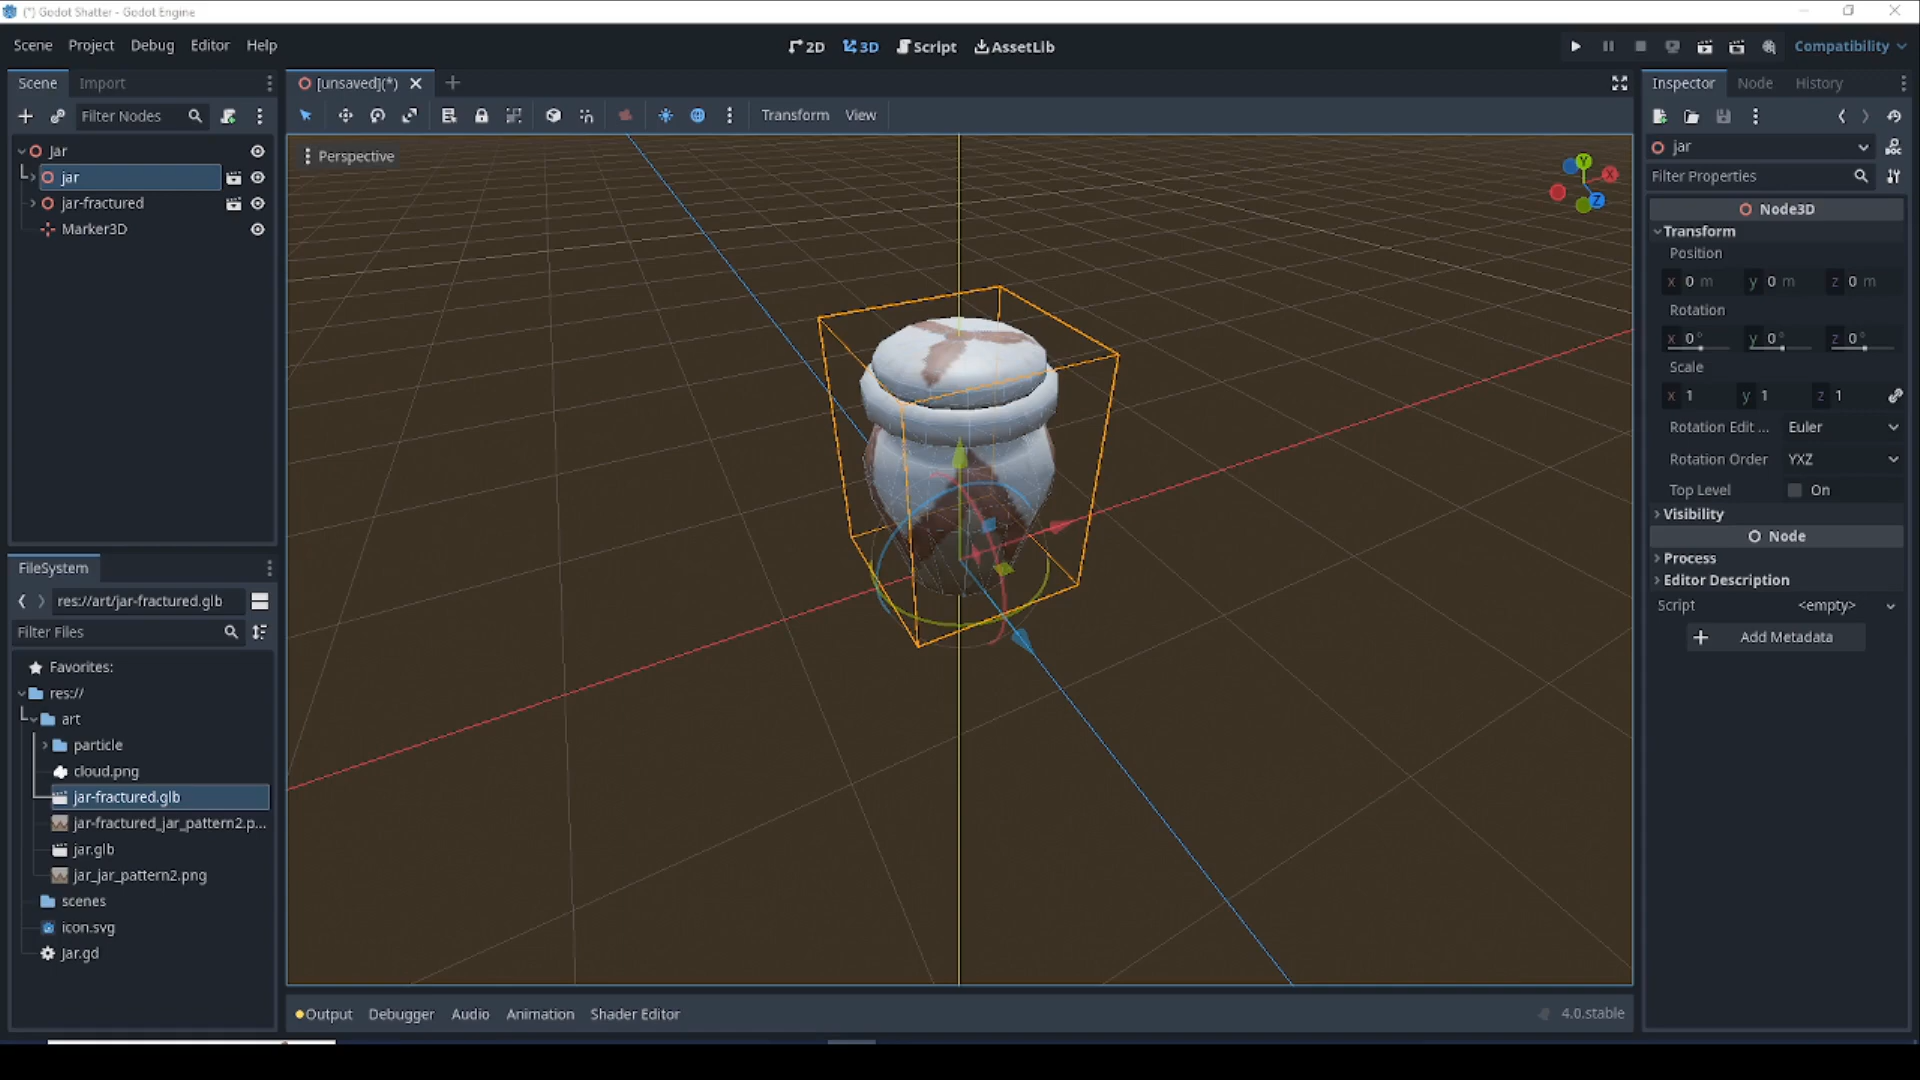 (*) Godot Shatter - Godot Engine
Scene Project Debug Editor Help
2D 3D Script AssetLib
Compatibility
Scene Import
[unsaved](*)
Inspector Node History
Filter Nodes
Transform View
Perspective
Jar
jar
jar-fractured
Marker3D
Y
X
Z
jar
Filter Properties
Node3D
Transform
Position
x 0 m y 0 m z 0 m
Rotation
x 0° y 0° z 0°
Scale
x 1 y 1 z 1
Rotation Edit ... Euler
Rotation Order YXZ
Top Level On
Visibility
Node
Process
Editor Description
Script <empty>
Add Metadata
FileSystem
res://art/jar-fractured.glb
Filter Files
Favorites:
res://
art
particle
cloud.png
jar-fractured.glb
jar-fractured_jar_pattern2.p...
jar.glb
jar_jar_pattern2.png
scenes
icon.svg
Jar.gd
Output Debugger Audio Animation Shader Editor
4.0.stable